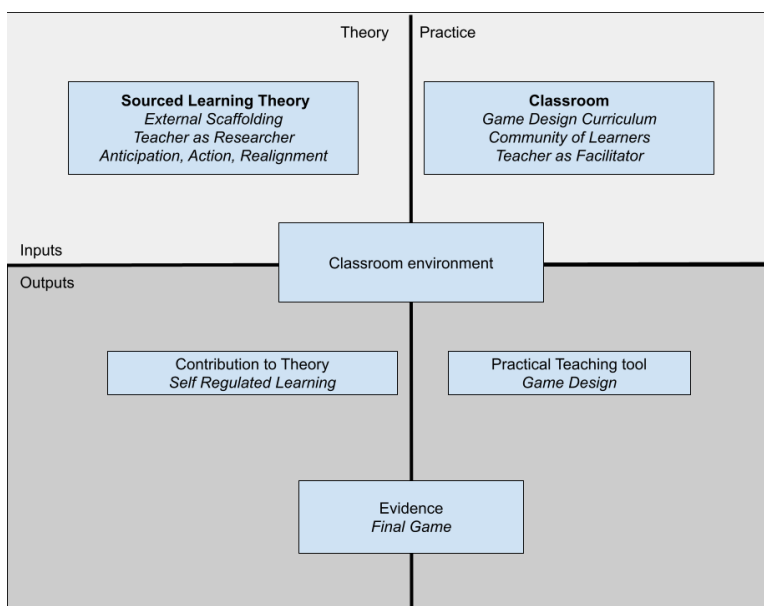 Theory
Practice
Sourced Learning Theory
External Scaffolding
Teacher as Researcher
Anticipation, Action, Realignment
Classroom
Game Design Curriculum
Community of Learners
Teacher as Facilitator
Inputs
Classroom environment
Outputs
Contribution to Theory
Self Regulated Learning
Practical Teaching tool
Game Design
Evidence
Final Game